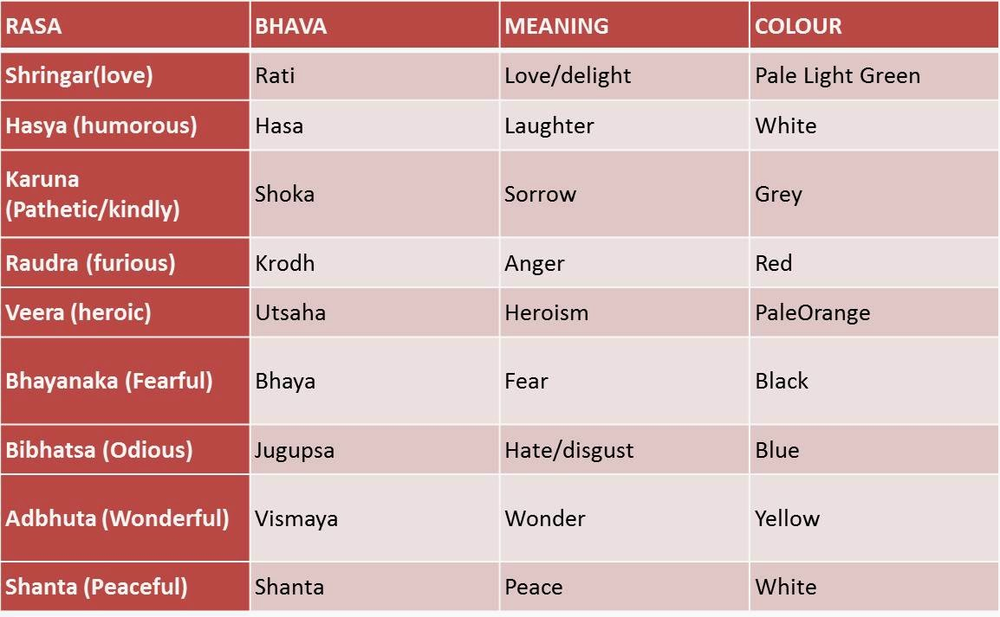 RASA BHAVA MEANING COLOUR
Shringar(love) Rati Love/delight Pale Light Green
Hasya (humorous) Hasa Laughter White
Karuna
(Pathetic/kindly) Shoka Sorrow Grey
Raudra (furious) Krodh Anger Red
Veera (heroic) Utsaha Heroism PaleOrange
Bhayanaka (Fearful) Bhaya Fear Black
Bibhatsa (Odious) Jugupsa Hate/disgust Blue
Adbhuta (Wonderful) Vismaya Wonder Yellow
Shanta (Peaceful) Shanta Peace White